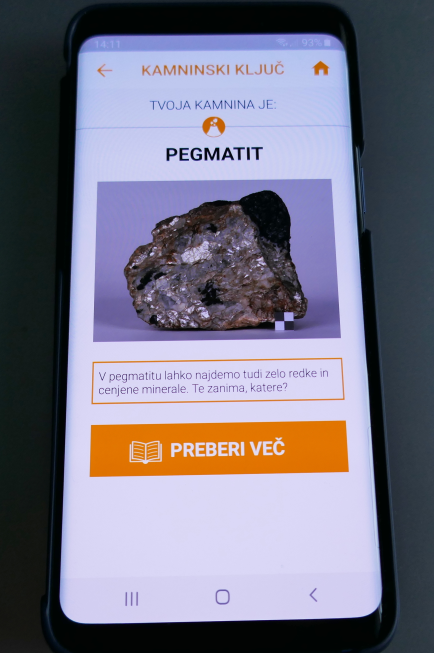 14:11 93%
KAMNINSKI KLJUČ
TVOJA KAMNINA JE:
PEGMATIT
V pegmatitu lahko najdemo tudi zelo redke in
cenjene minerale. Te zanima, katere?
PREBERI VEČ